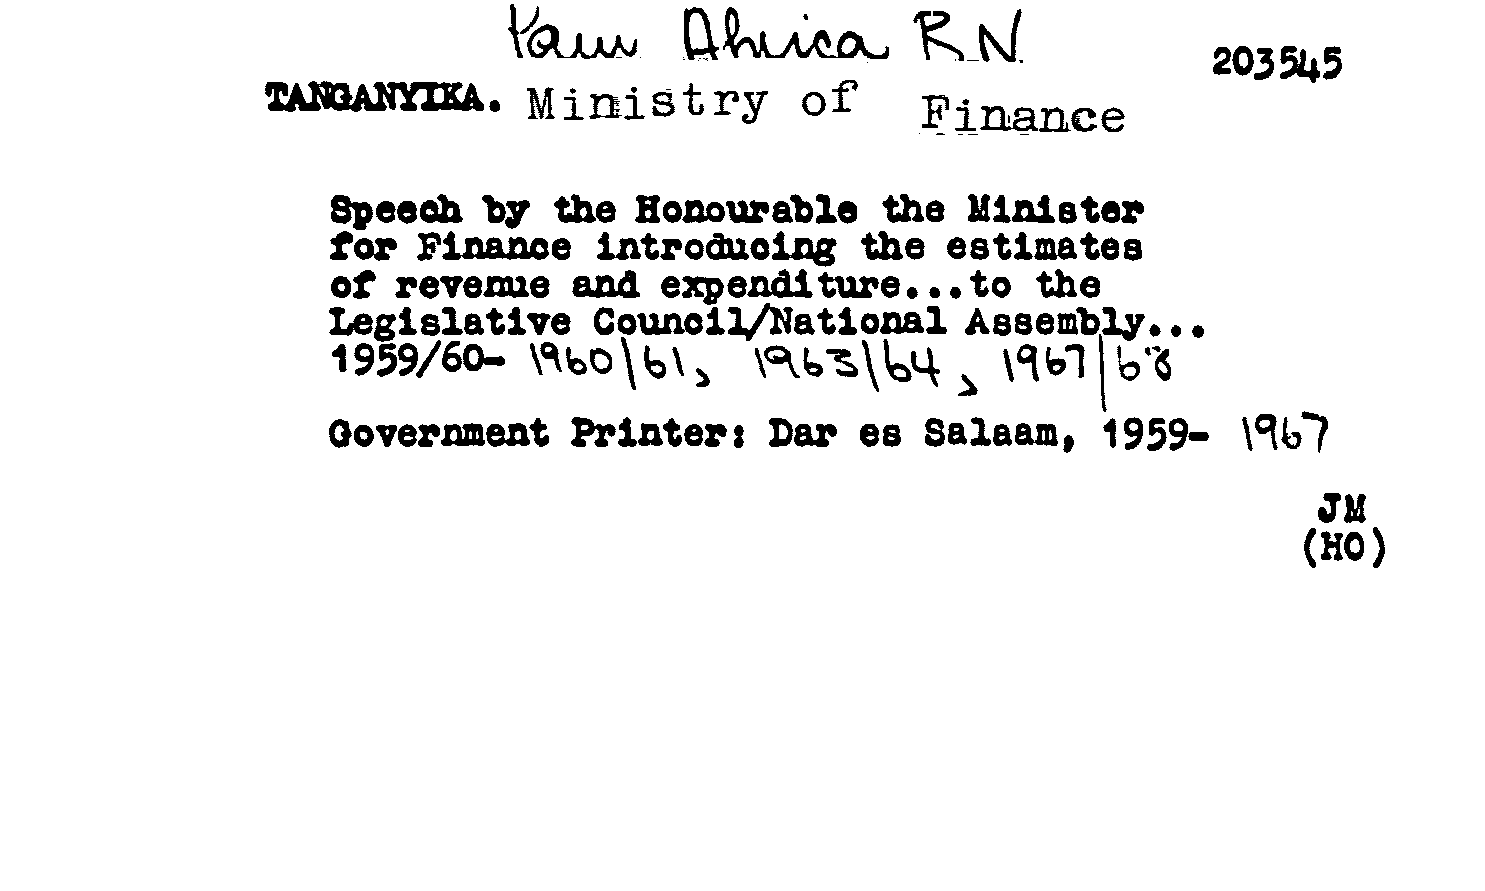 Law Africa RN
203545
TANGANYIKA. Ministry of Finance
Speech by the Honourable the Minister
for Finance introducing the estimates
of revenue and expenditure...to the
Legislative Council/National Assembly...
1959/60- 1960/61, 1963/64, 1967/68
Government Printer: Dar es Salaam, 1959- 1967
JM
(HO)